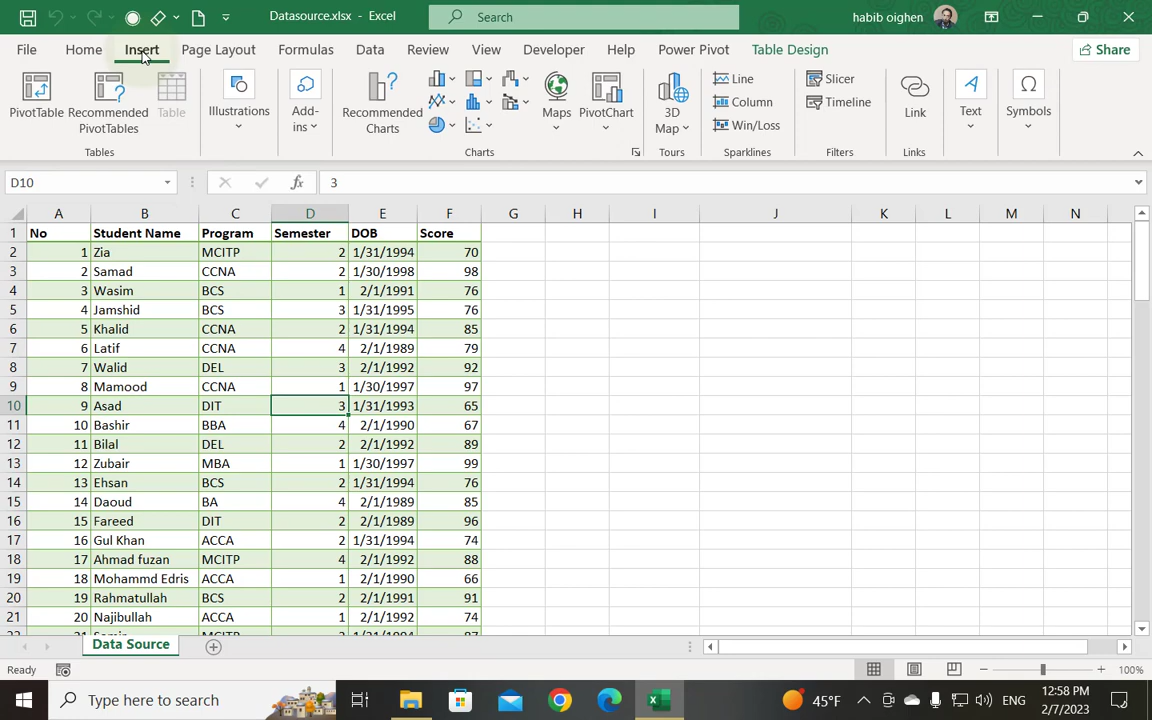 Datasource.xlsx - Excel
Search
habib oighen
File Home Insert Page Layout Formulas Data Review View Developer Help Power Pivot Table Design Share
PivotTable Recommended PivotTables Table
Tables
Illustrations
Add-ins
Recommended Charts
Maps PivotChart
Charts
3D Map
Tours
Line
Column
Win/Loss
Sparklines
Slicer
Timeline
Filters
Link
Links
Text
Symbols
D10 fx 3
A B C D E F G H I J K L M N
1 No Student Name Program Semester DOB Score
2 1 Zia MCITP 2 1/31/1994 70
3 2 Samad CCNA 2 1/30/1998 98
4 3 Wasim BCS 1 2/1/1991 76
5 4 Jamshid BCS 3 1/31/1995 76
6 5 Khalid CCNA 2 1/31/1994 85
7 6 Latif CCNA 4 2/1/1989 79
8 7 Walid DEL 3 2/1/1992 92
9 8 Mamood CCNA 1 1/30/1997 97
10 9 Asad DIT 3 1/31/1993 65
11 10 Bashir BBA 4 2/1/1990 67
12 11 Bilal DEL 2 2/1/1992 89
13 12 Zubair MBA 1 1/30/1997 99
14 13 Ehsan BCS 2 1/31/1994 76
15 14 Daoud BA 4 2/1/1989 85
16 15 Fareed DIT 2 2/1/1989 96
17 16 Gul Khan ACCA 2 1/31/1994 74
18 17 Ahmad fuzan MCITP 4 2/1/1992 88
19 18 Mohammd Edris ACCA 1 2/1/1990 66
20 19 Rahmatullah BCS 2 2/1/1991 91
21 20 Najibullah ACCA 1 2/1/1992 74
Data Source
Ready 100%
Type here to search 45°F ENG 12:58 PM
2/7/2023